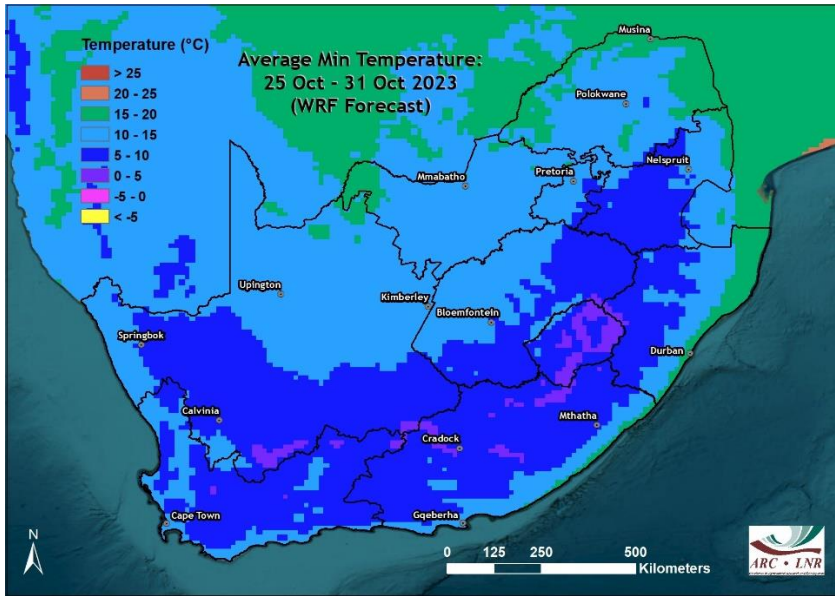 Temperature (°C)
> 25
20 - 25
15 - 20
10 - 15
5 - 10
0 - 5
-5 - 0
< -5
Average Min Temperature:
25 Oct - 31 Oct 2023
(WRF Forecast)
Musina
Polokwane
Nelspruit
Pretoria
Mmabatho
Upington
Kimberley
Bloemfontein
Springbok
Durban
Calvinia
Mthatha
Cradock
Cape Town
Gqeberha
N
0 125 250 500
Kilometers
ARC • LNR